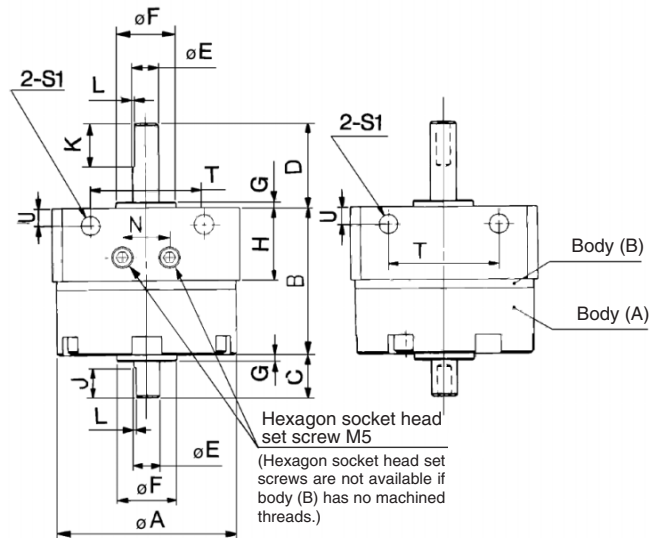 øF
øE
2-S1
L
K
T
G
D
U
N
H
B
G
C
J
L
øE
øF
øA
2-S1
U
T
Body (B)
Body (A)
Hexagon socket head
set screw M5
(Hexagon socket head set
screws are not available if
body (B) has no machined
threads.)